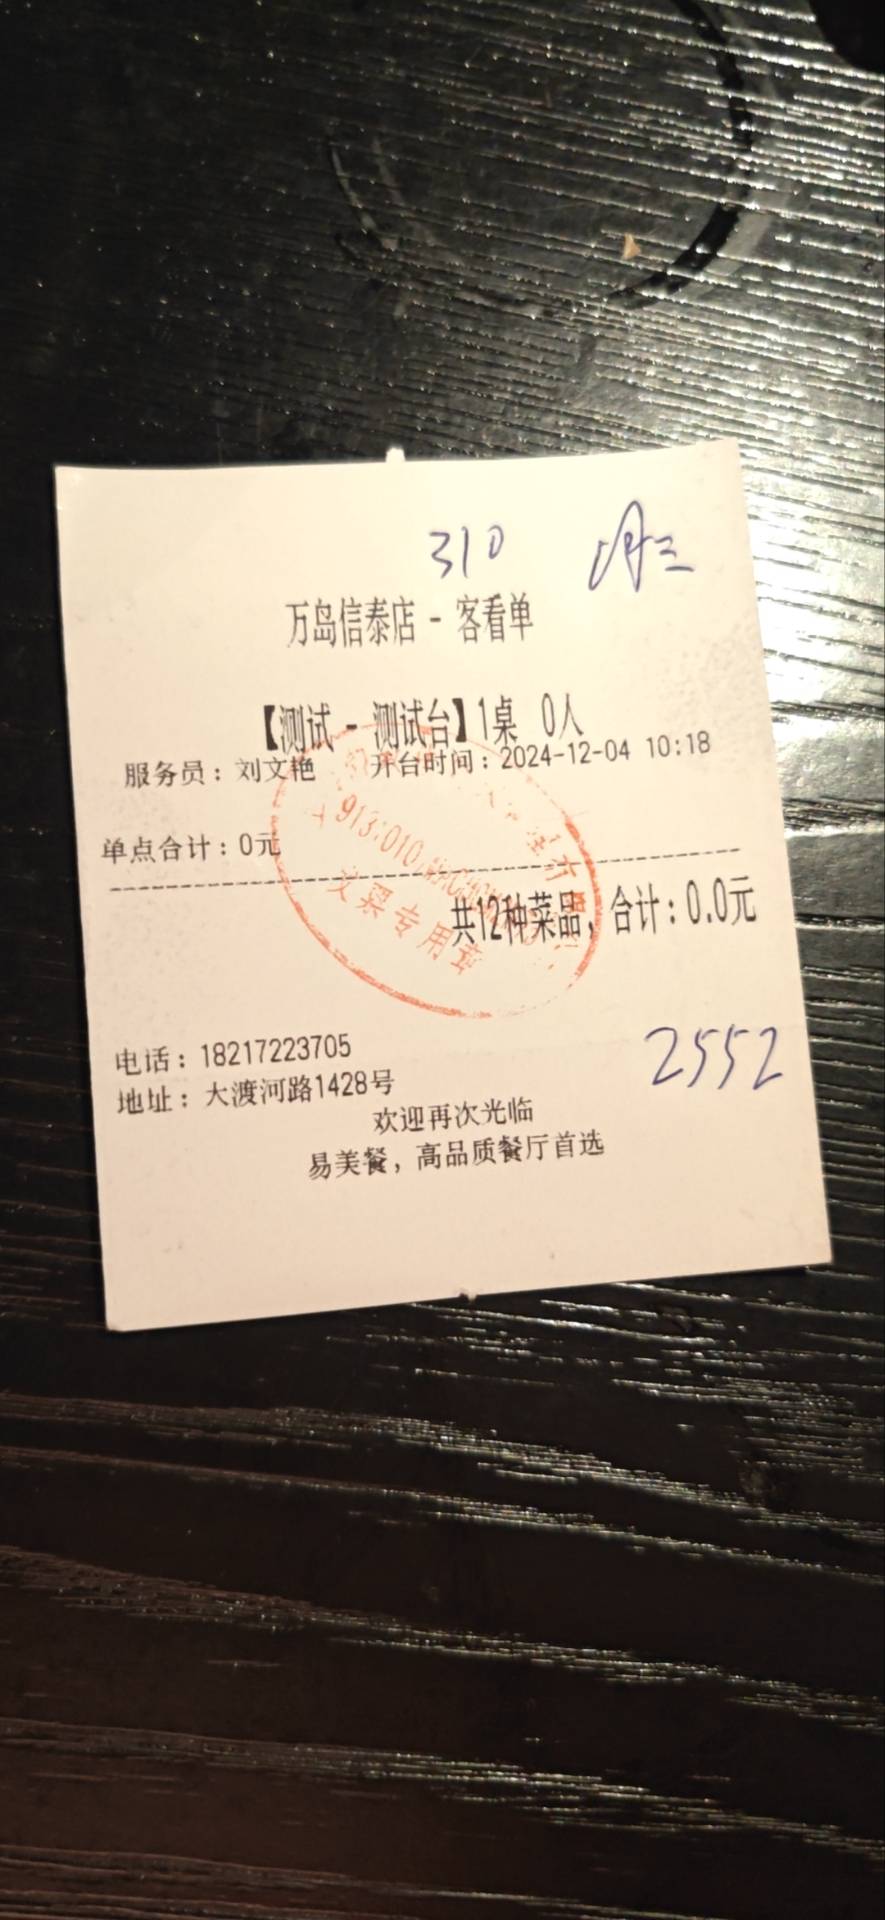 310
万岛信泰店 - 客看单
【测试 - 测试台】1桌 0人
服务员：刘文艳 开台时间：2024-12-04 10:18
单点合计：0元
共12种菜品，合计：0.0元
发票专用章
电话：18217223705
2552
地址：大渡河路1428号
欢迎再次光临
易美餐，高品质餐厅首选